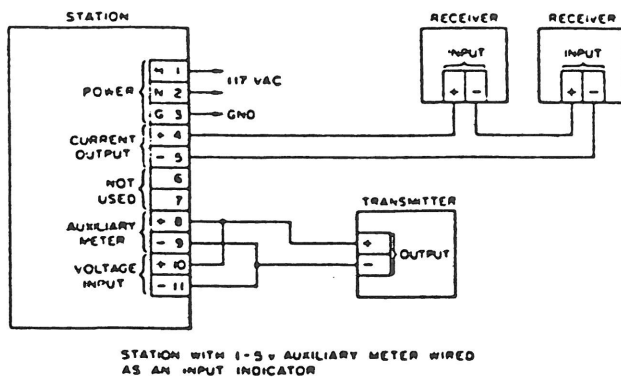 STATION
RECEIVER
RECEIVER
INPUT
INPUT
+ -
+ -
POWER
H 1
N 2
G 3
117 VAC
GND
CURRENT OUTPUT
+ 4
- 5
NOT USED
6
7
AUXILIARY METER
+ 8
- 9
VOLTAGE INPUT
+ 10
- 11
TRANSMITTER
+
-
OUTPUT
STATION WITH 1-5 v AUXILIARY METER WIRED
AS AN INPUT INDICATOR